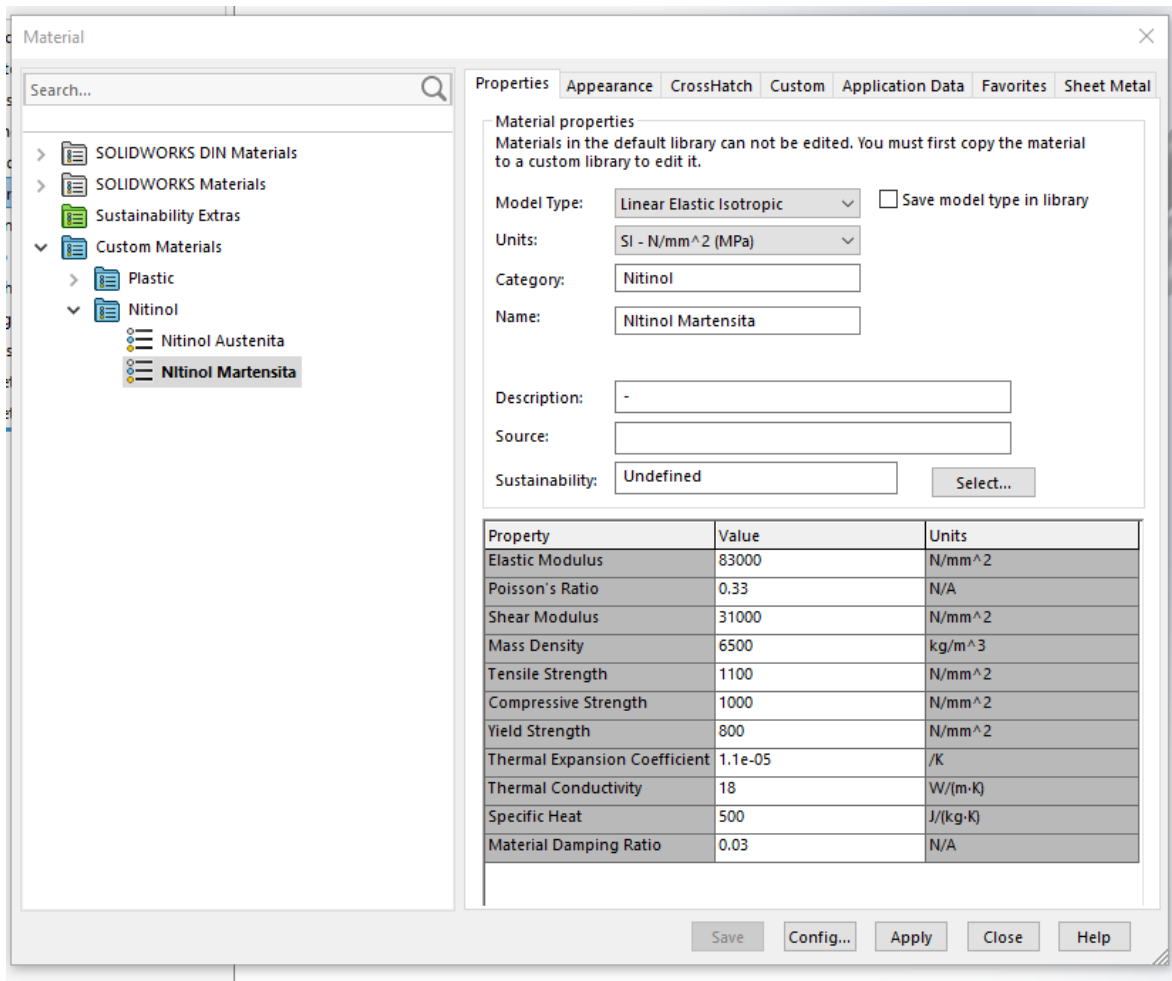 Material
Search...
SOLIDWORKS DIN Materials
SOLIDWORKS Materials
Sustainability Extras
Custom Materials
Plastic
Nitinol
Nitinol Austenita
NItinol Martensita
Properties Appearance CrossHatch Custom Application Data Favorites Sheet Metal
Material properties
Materials in the default library can not be edited. You must first copy the material
to a custom library to edit it.
Model Type: Linear Elastic Isotropic Save model type in library
Units: SI - N/mm^2 (MPa)
Category: Nitinol
Name: NItinol Martensita
Description: -
Source:
Sustainability: Undefined Select...
Property Value Units
Elastic Modulus 83000 N/mm^2
Poisson's Ratio 0.33 N/A
Shear Modulus 31000 N/mm^2
Mass Density 6500 kg/m^3
Tensile Strength 1100 N/mm^2
Compressive Strength 1000 N/mm^2
Yield Strength 800 N/mm^2
Thermal Expansion Coefficient 1.1e-05 /K
Thermal Conductivity 18 W/(m·K)
Specific Heat 500 J/(kg·K)
Material Damping Ratio 0.03 N/A
Save Config... Apply Close Help